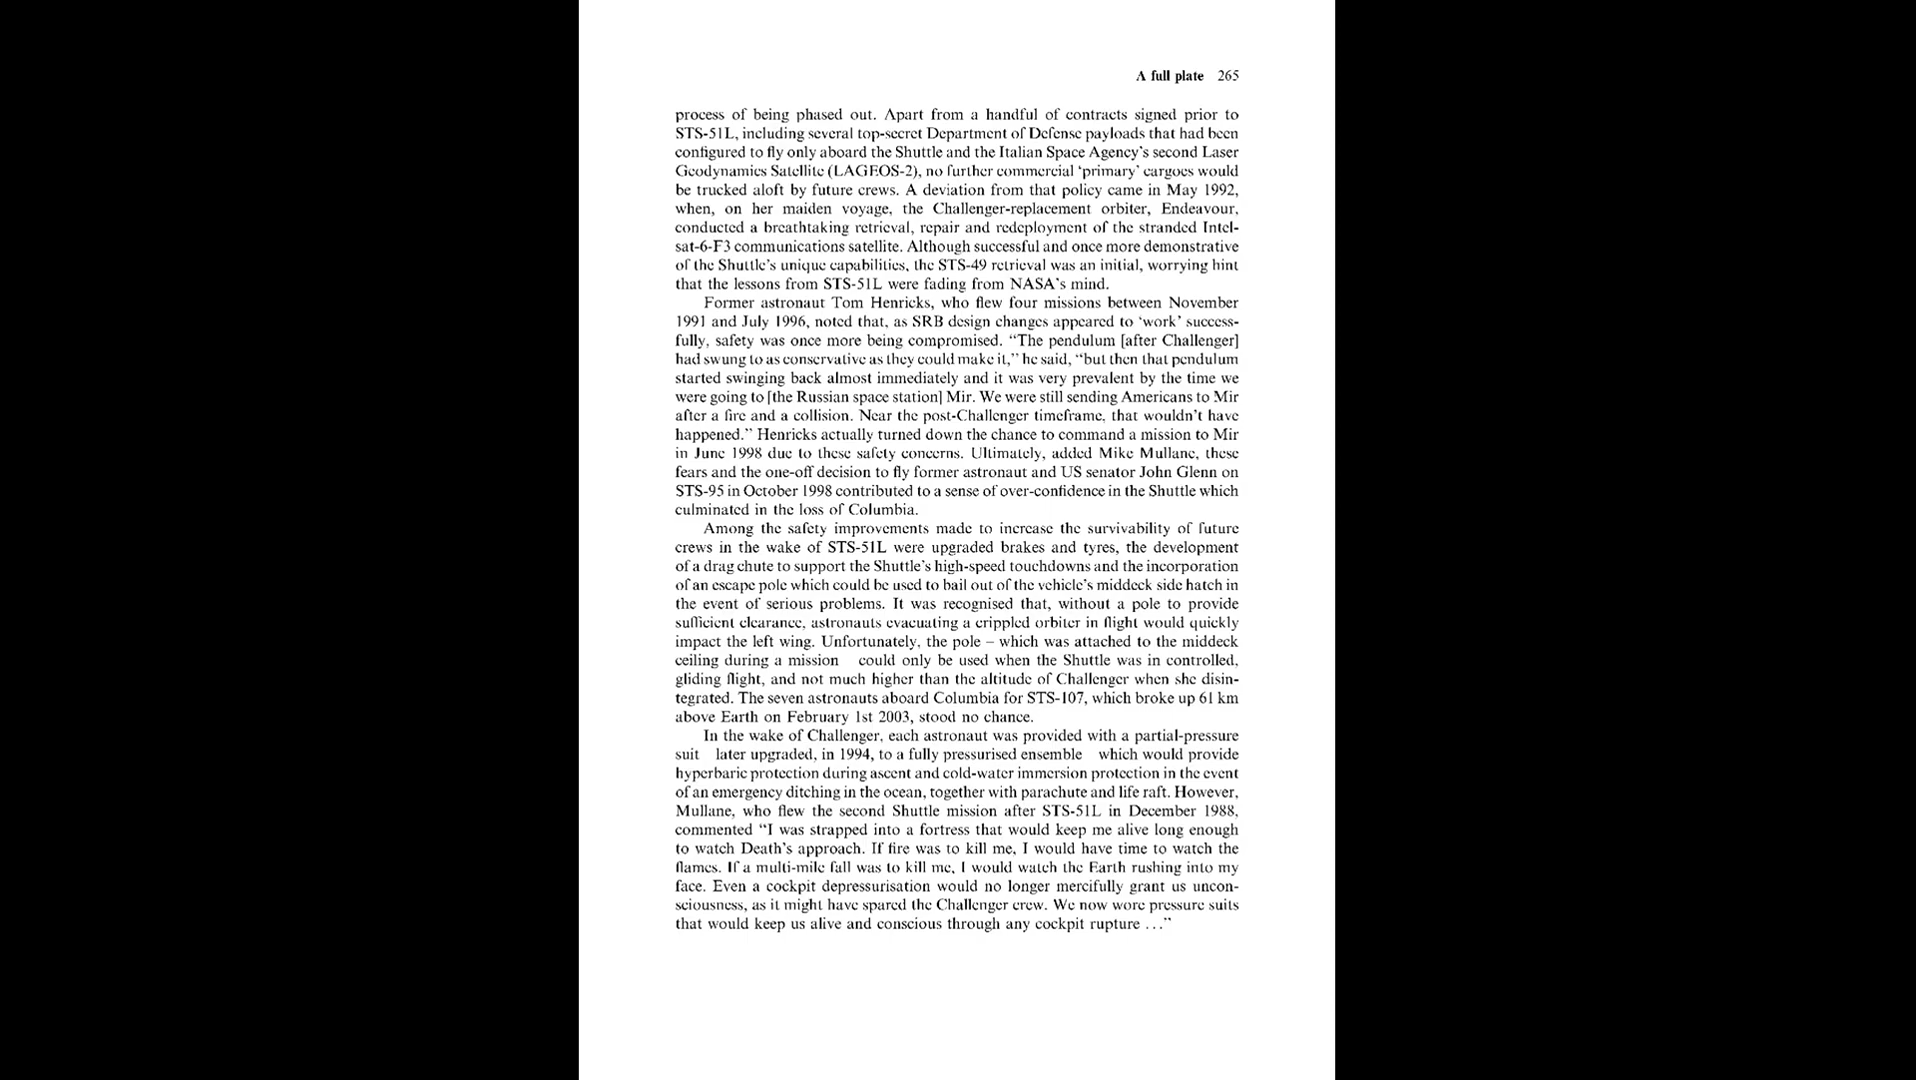 A full plate 265
process of being phased out. Apart from a handful of contracts signed prior to
STS-51L, including several top-secret Department of Defense payloads that had been
configured to fly only aboard the Shuttle and the Italian Space Agency's second Laser
Geodynamics Satellite (LAGEOS-2), no further commercial 'primary' cargoes would
be trucked aloft by future crews. A deviation from that policy came in May 1992,
when, on her maiden voyage, the Challenger-replacement orbiter, Endeavour,
conducted a breathtaking retrieval, repair and redeployment of the stranded Intel-
sat-6-F3 communications satellite. Although successful and once more demonstrative
of the Shuttle's unique capabilities, the STS-49 retrieval was an initial, worrying hint
that the lessons from STS-51L were fading from NASA's mind.
Former astronaut Tom Henricks, who flew four missions between November
1991 and July 1996, noted that, as SRB design changes appeared to 'work' success-
fully, safety was once more being compromised. "The pendulum [after Challenger]
had swung to as conservative as they could make it," he said, "but then that pendulum
started swinging back almost immediately and it was very prevalent by the time we
were going to [the Russian space station] Mir. We were still sending Americans to Mir
after a fire and a collision. Near the post-Challenger timeframe, that wouldn't have
happened." Henricks actually turned down the chance to command a mission to Mir
in June 1998 due to these safety concerns. Ultimately, added Mike Mullane, these
fears and the one-off decision to fly former astronaut and US senator John Glenn on
STS-95 in October 1998 contributed to a sense of over-confidence in the Shuttle which
culminated in the loss of Columbia.
Among the safety improvements made to increase the survivability of future
crews in the wake of STS-51L were upgraded brakes and tyres, the development
of a drag chute to support the Shuttle's high-speed touchdowns and the incorporation
of an escape pole which could be used to bail out of the vehicle's middeck side hatch in
the event of serious problems. It was recognised that, without a pole to provide
sufficient clearance, astronauts evacuating a crippled orbiter in flight would quickly
impact the left wing. Unfortunately, the pole – which was attached to the middeck
ceiling during a mission could only be used when the Shuttle was in controlled,
gliding flight, and not much higher than the altitude of Challenger when she disin-
tegrated. The seven astronauts aboard Columbia for STS-107, which broke up 61 km
above Earth on February 1st 2003, stood no chance.
In the wake of Challenger, each astronaut was provided with a partial-pressure
suit later upgraded, in 1994, to a fully pressurised ensemble which would provide
hyperbaric protection during ascent and cold-water immersion protection in the event
of an emergency ditching in the ocean, together with parachute and life raft. However,
Mullane, who flew the second Shuttle mission after STS-51L in December 1988,
commented "I was strapped into a fortress that would keep me alive long enough
to watch Death's approach. If fire was to kill me, I would have time to watch the
flames. If a multi-mile fall was to kill me, I would watch the Earth rushing into my
face. Even a cockpit depressurisation would no longer mercifully grant us uncon-
sciousness, as it might have spared the Challenger crew. We now wore pressure suits
that would keep us alive and conscious through any cockpit rupture ..."